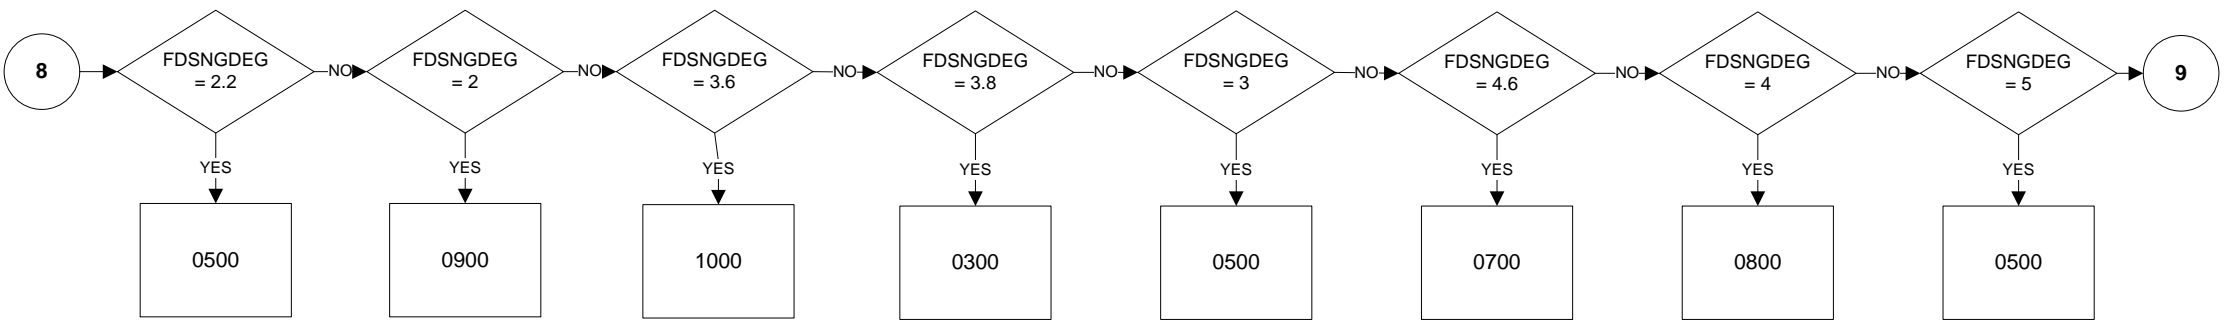 8
FDSNGDEG
= 2.2
NO
FDSNGDEG
= 2
NO
FDSNGDEG
= 3.6
NO
FDSNGDEG
= 3.8
NO
FDSNGDEG
= 3
NO
FDSNGDEG
= 4.6
NO
FDSNGDEG
= 4
NO
FDSNGDEG
= 5
9
YES
YES
YES
YES
YES
YES
YES
YES
0500
0900
1000
0300
0500
0700
0800
0500